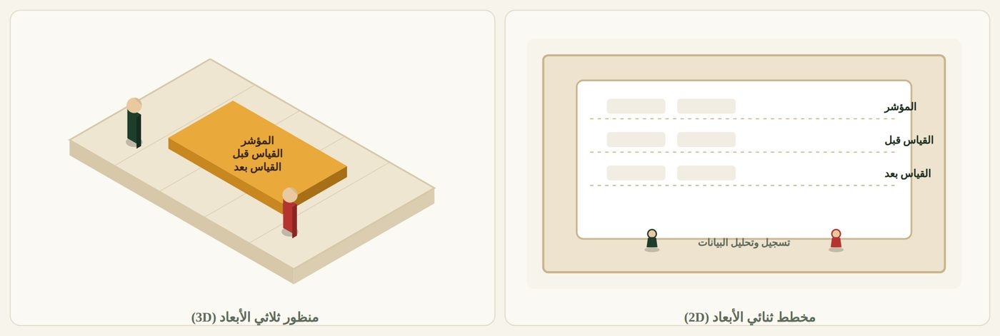 المؤشر
القياس قبل
القياس بعد
تسجيل وتحليل البيانات
مخطط ثنائي الأبعاد (2D)
المؤشر
القياس قبل
القياس بعد
منظور ثلاثي الأبعاد (3D)